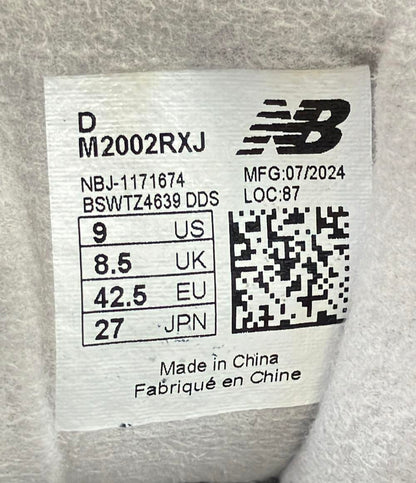 D
M2002RXJ
NB
NBJ-1171674
BSWTZ4639 DDS
MFG:07/2024
LOC:87
9 US
8.5 UK
42.5 EU
27 JPN
Made in China
Fabriqué en Chine